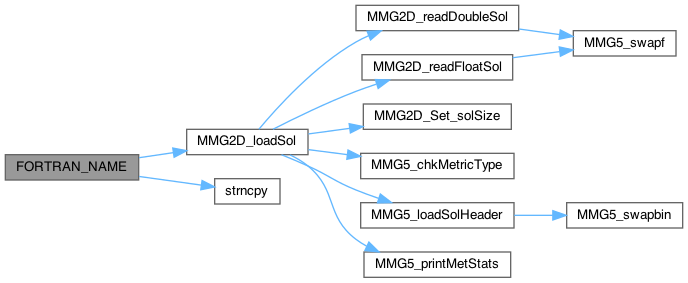 MMG2D_readDoubleSol
MMG5_swapf
MMG2D_readFloatSol
MMG2D_Set_solSize
MMG2D_loadSol
FORTRAN_NAME
MMG5_chkMetricType
strncpy
MMG5_loadSolHeader
MMG5_swapbin
MMG5_printMetStats